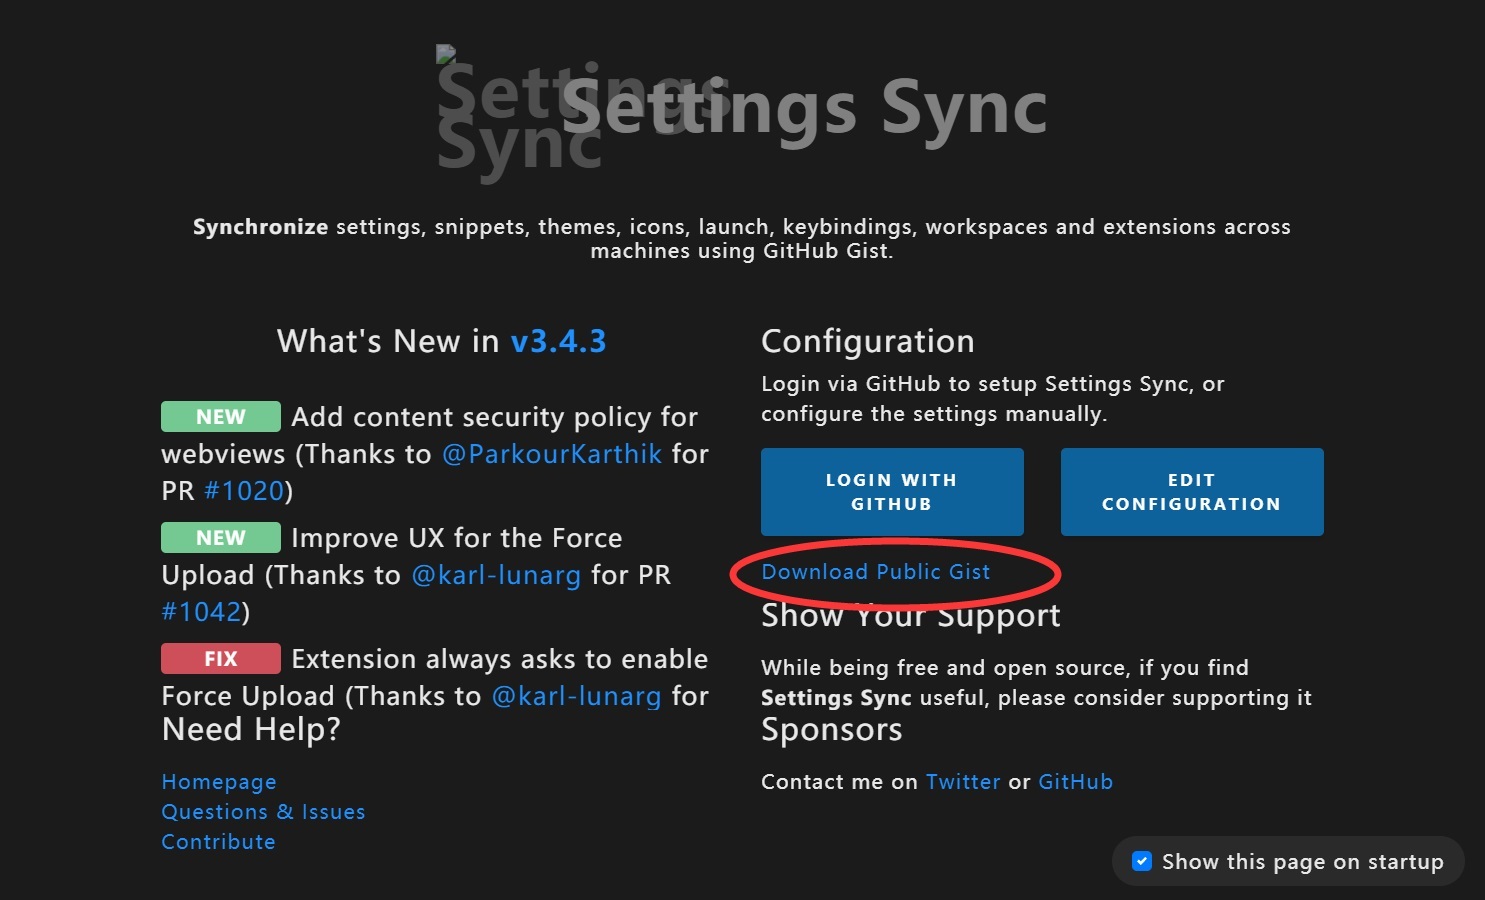 Settings
Sync
Settings Sync
Synchronize settings, snippets, themes, icons, launch, keybindings, workspaces and extensions across
machines using GitHub Gist.
What's New in v3.4.3
NEW Add content security policy for
webviews (Thanks to @ParkourKarthik for
PR #1020)
NEW Improve UX for the Force
Upload (Thanks to @karl-lunarg for PR
#1042)
FIX Extension always asks to enable
Force Upload (Thanks to @karl-lunarg for
Need Help?
Homepage
Questions & Issues
Contribute
Configuration
Login via GitHub to setup Settings Sync, or
configure the settings manually.
LOGIN WITH
GITHUB
EDIT
CONFIGURATION
Download Public Gist
Show Your Support
While being free and open source, if you find
Settings Sync useful, please consider supporting it
Sponsors
Contact me on Twitter or GitHub
Show this page on startup